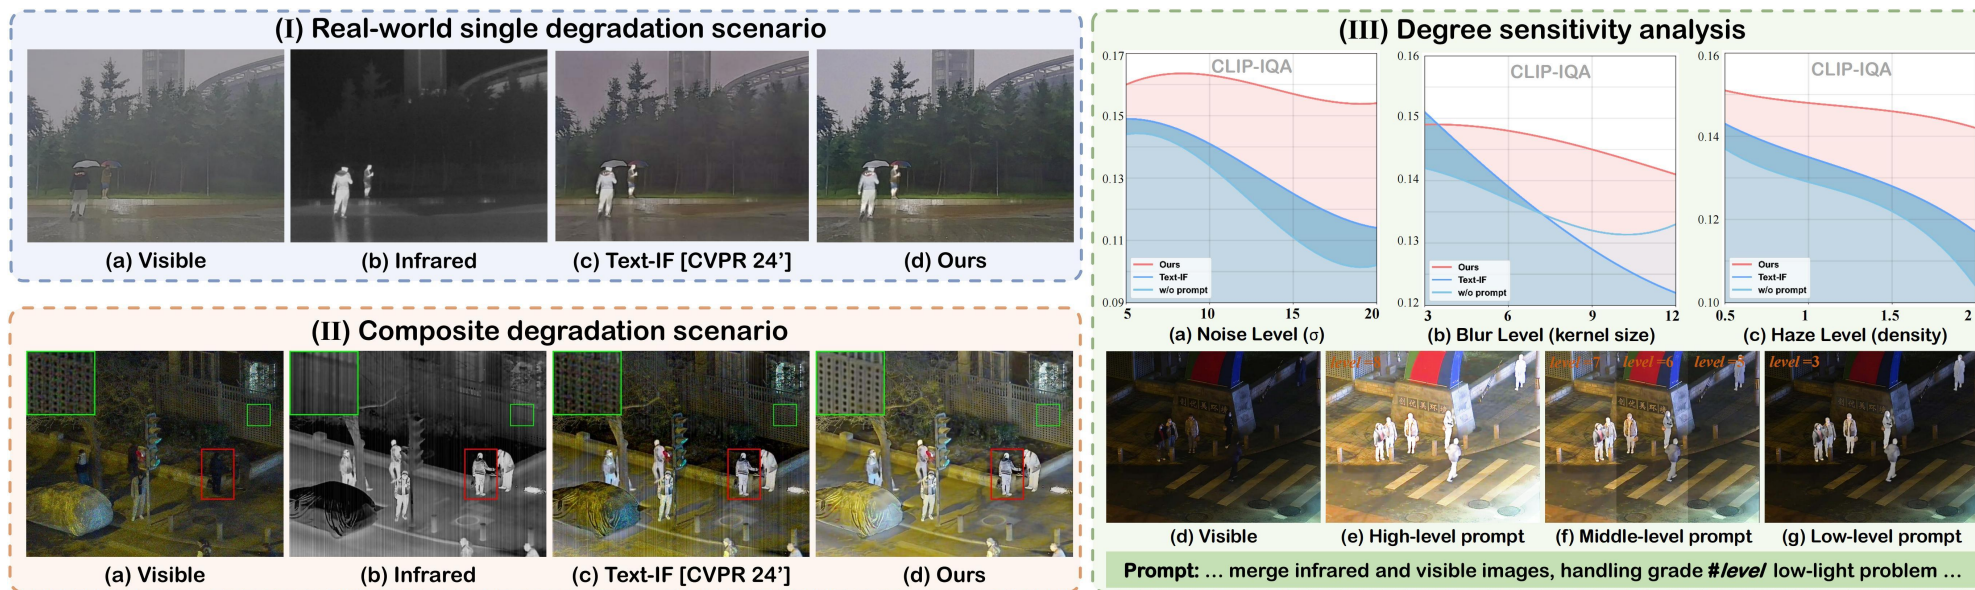 (I) Real-world single degradation scenario
(a) Visible
(b) Infrared
(c) Text-IF [CVPR 24’]
(d) Ours
(II) Composite degradation scenario
(a) Visible
(b) Infrared
(c) Text-IF [CVPR 24’]
(d) Ours
(III) Degree sensitivity analysis
0.17
0.15
0.13
0.11
0.09
CLIP-IQA
Ours
Text-IF
w/o prompt
5
10
15
20
(a) Noise Level (σ)
0.16
0.15
0.14
0.13
0.12
CLIP-IQA
Ours
Text-IF
w/o prompt
3
6
9
12
(b) Blur Level (kernel size)
0.16
0.14
0.12
0.10
CLIP-IQA
Ours
Text-IF
w/o prompt
0.5
1
1.5
2
(c) Haze Level (density)
level =7
level =6
level =3
(d) Visible
(e) High-level prompt
(f) Middle-level prompt
(g) Low-level prompt
Prompt: … merge infrared and visible images, handling grade #level low-light problem …